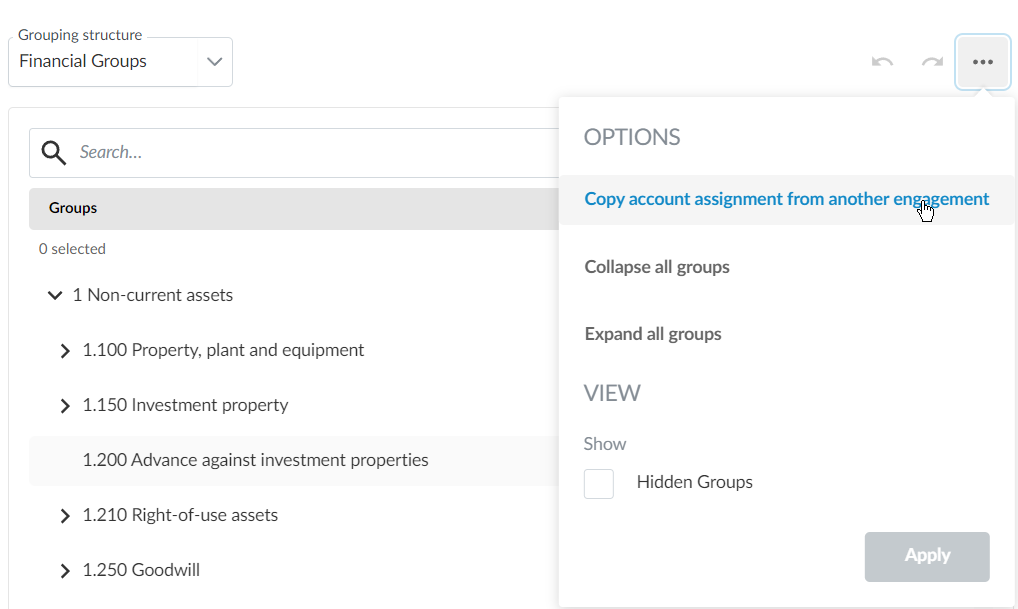 Grouping structure
Financial Groups
Search...
Groups
0 selected
1 Non-current assets
1.100 Property, plant and equipment
1.150 Investment property
1.200 Advance against investment properties
1.210 Right-of-use assets
1.250 Goodwill
OPTIONS
Copy account assignment from another engagement
Collapse all groups
Expand all groups
VIEW
Show
Hidden Groups
Apply